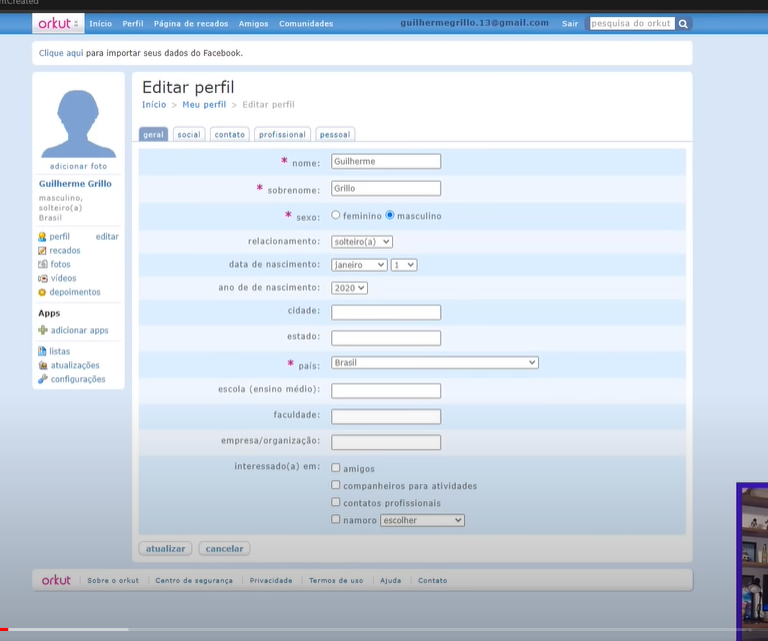 mCreated
orkut Início Perfil Página de recados Amigos Comunidades guilhermegrillo.13@gmail.com Sair pesquisa do orkut
Clique aqui para importar seus dados do Facebook.
adicionar foto
Guilherme Grillo
masculino,
solteiro(a)
Brasil
perfil editar
recados
fotos
vídeos
depoimentos
Apps
adicionar apps
listas
atualizações
configurações
Editar perfil
Início > Meu perfil > Editar perfil
geral social contato profissional pessoal
* nome: Guilherme
* sobrenome: Grillo
* sexo: feminino masculino
relacionamento: solteiro(a)
data de nascimento: janeiro 1
ano de de nascimento: 2020
cidade:
estado:
* país: Brasil
escola (ensino médio):
faculdade:
empresa/organização:
interessado(a) em: amigos
companheiros para atividades
contatos profissionais
namoro escolher
atualizar cancelar
orkut Sobre o orkut Centro de segurança Privacidade Termos de uso Ajuda Contato